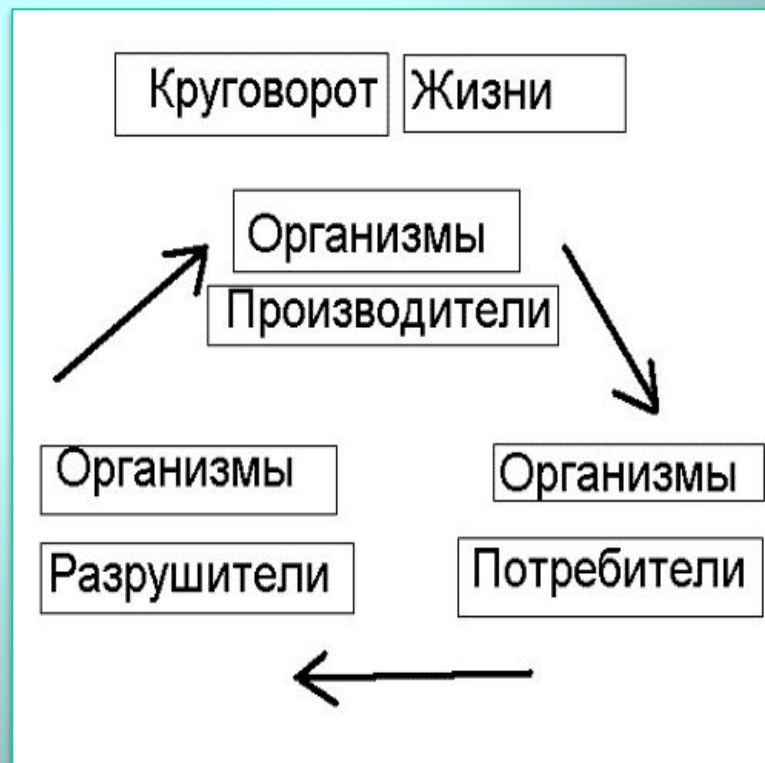 Круговорот Жизни
Организмы
Производители
Организмы
Разрушители
Организмы
Потребители